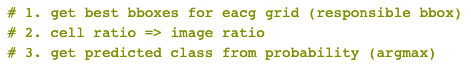 # 1. get best bboxes for eacg grid (responsible bbox)
# 2. cell ratio => image ratio
# 3. get predicted class from probability (argmax)